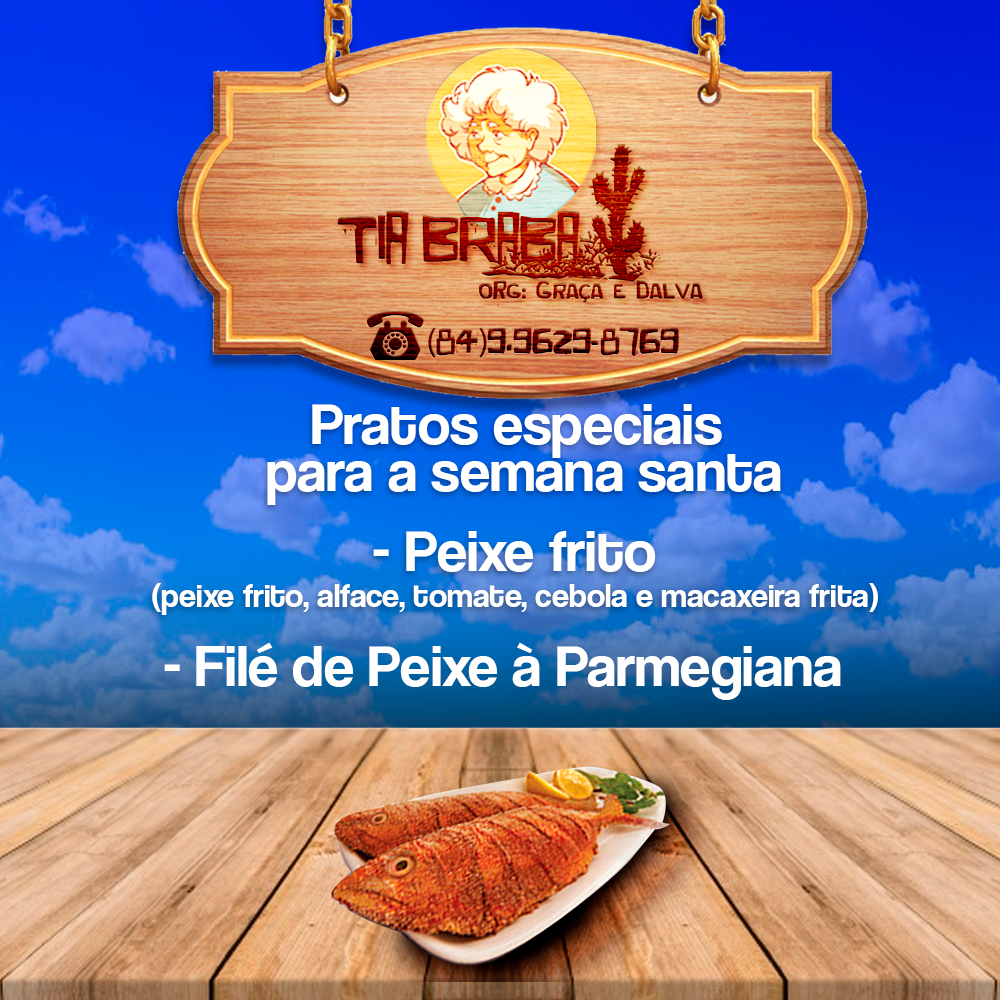 TIA BRABA
ORG: GRAÇA E DALVA
(84)9.9629-8769
Pratos especiais
para a semana santa
- Peixe frito
(peixe frito, alface, tomate, cebola e macaxeira frita)
- Filé de Peixe à Parmegiana